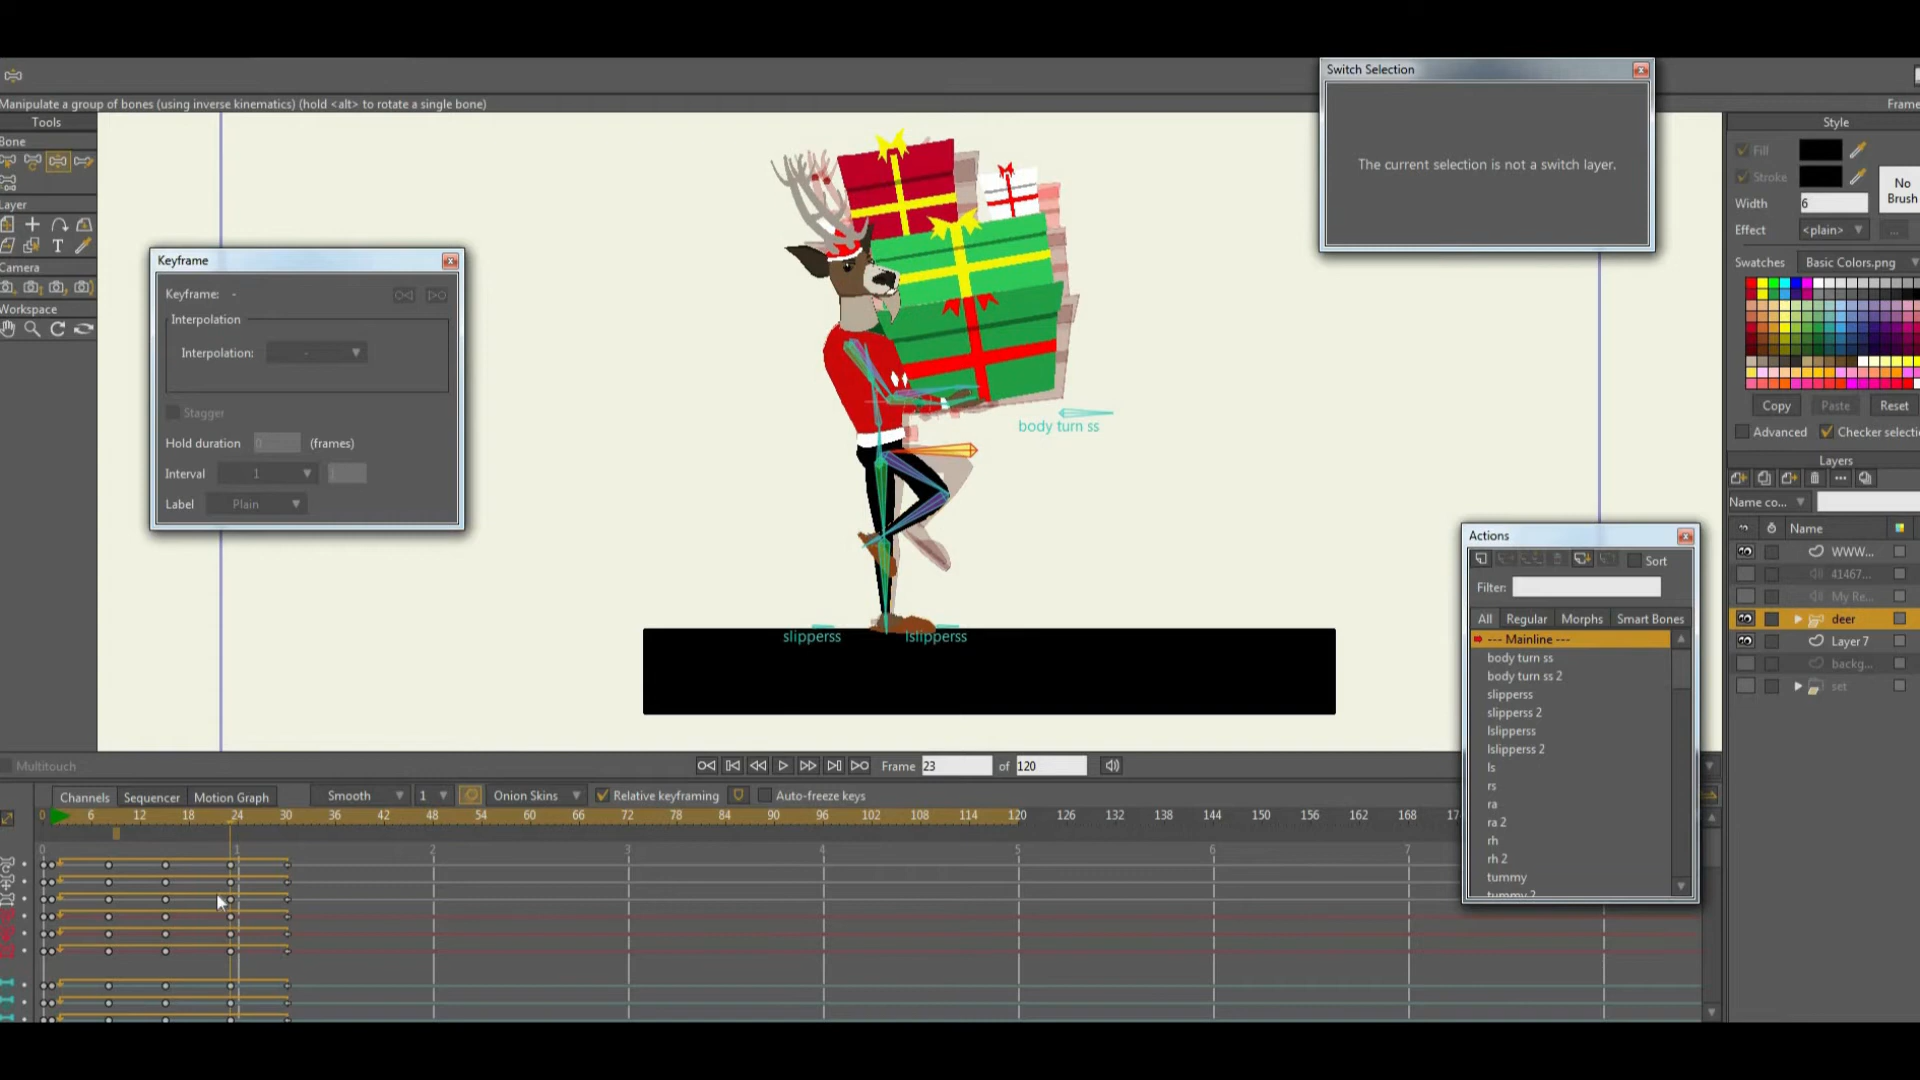 Switch Selection
Manipulate a group of bones (using inverse kinematics) (hold <alt> to rotate a single bone)
Frame
Tools
Style
Bone
Fill
The current selection is not a switch layer.
Stroke
No
Brush
Layer
Width 6
T
Effect <plain> ...
Keyframe
Camera
Swatches Basic Colors.png
Keyframe: -
Workspace
Interpolation
Interpolation: -
Copy Paste Reset
Stagger
body turn ss
Advanced Checker selectio
Hold duration 0 (frames)
Layers
Interval 1
Name co...
Label Plain
Actions
Name
WWW...
Sort
41467...
Filter:
My Re...
All Regular Morphs Smart Bones
deer
slipperss lslipperss
--- Mainline ---
Layer 7
body turn ss
backg...
body turn ss 2
set
slipperss
slipperss 2
lslipperss
lslipperss 2
Multitouch
Frame 23 of 120
ls
rs
Channels Sequencer Motion Graph Smooth 1 Onion Skins Relative keyframing Auto-freeze keys
ra
0 6 12 18 24 30 36 42 48 54 60 66 72 78 84 90 96 102 108 114 120 126 132 138 144 150 156 162 168 174
ra 2
rh
0 1 2 3 4 5 6 7
rh 2
tummy
tummy 2